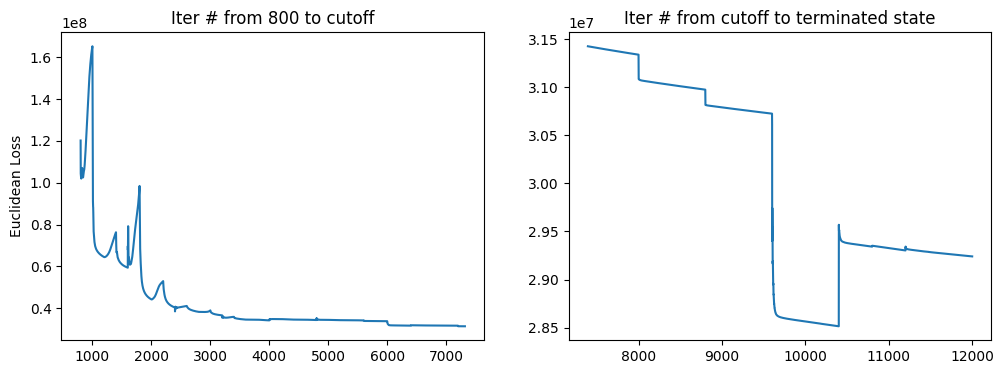 Iter # from 800 to cutoff
1e8
1.6
1.4
1.2
1.0
0.8
0.6
0.4
Euclidean Loss
1000 2000 3000 4000 5000 6000 7000
Iter # from cutoff to terminated state
1e7
3.15
3.10
3.05
3.00
2.95
2.90
2.85
8000 9000 10000 11000 12000